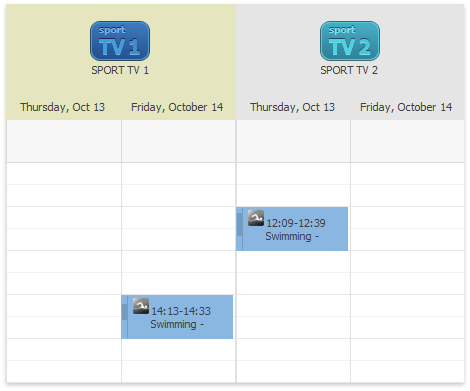 sport
TV 1
SPORT TV 1
Thursday, Oct 13
Friday, October 14
sport
TV 2
SPORT TV 2
Thursday, Oct 13
Friday, October 14
12:09-12:39
Swimming -
14:13-14:33
Swimming -